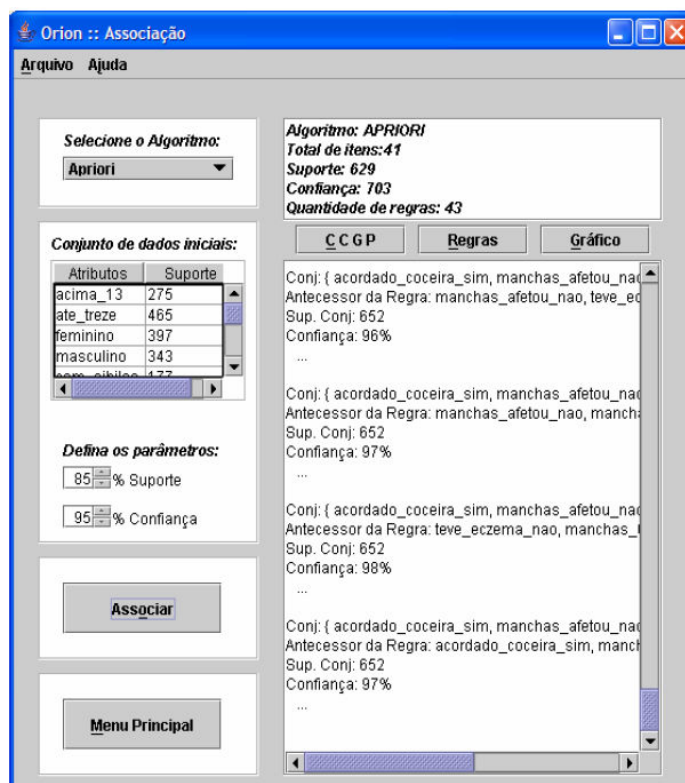 Orion :: Associação
Arquivo Ajuda
Selecione o Algoritmo:
Apriori
Conjunto de dados iniciais:
Atributos Suporte
acima_13 275
ate_treze 465
feminino 397
masculino 343
177
Defina os parâmetros:
85 % Suporte
95 % Confiança
Associar
Menu Principal
Algoritmo: APRIORI
Total de itens:41
Suporte: 629
Confiança: 703
Quantidade de regras: 43
C C G P Regras Gráfico
Conj: { acordado_coceira_sim, manchas_afetou_nao
Antecessor da Regra: manchas_afetou_nao, teve_ec
Sup. Conj: 652
Confiança: 96%
...
Conj: { acordado_coceira_sim, manchas_afetou_nao
Antecessor da Regra: manchas_afetou_nao, manch
Sup. Conj: 652
Confiança: 97%
...
Conj: { acordado_coceira_sim, manchas_afetou_nao
Antecessor da Regra: teve_eczema_nao, manchas_
Sup. Conj: 652
Confiança: 98%
...
Conj: { acordado_coceira_sim, manchas_afetou_nao
Antecessor da Regra: acordado_coceira_sim, manch
Sup. Conj: 652
Confiança: 97%
...